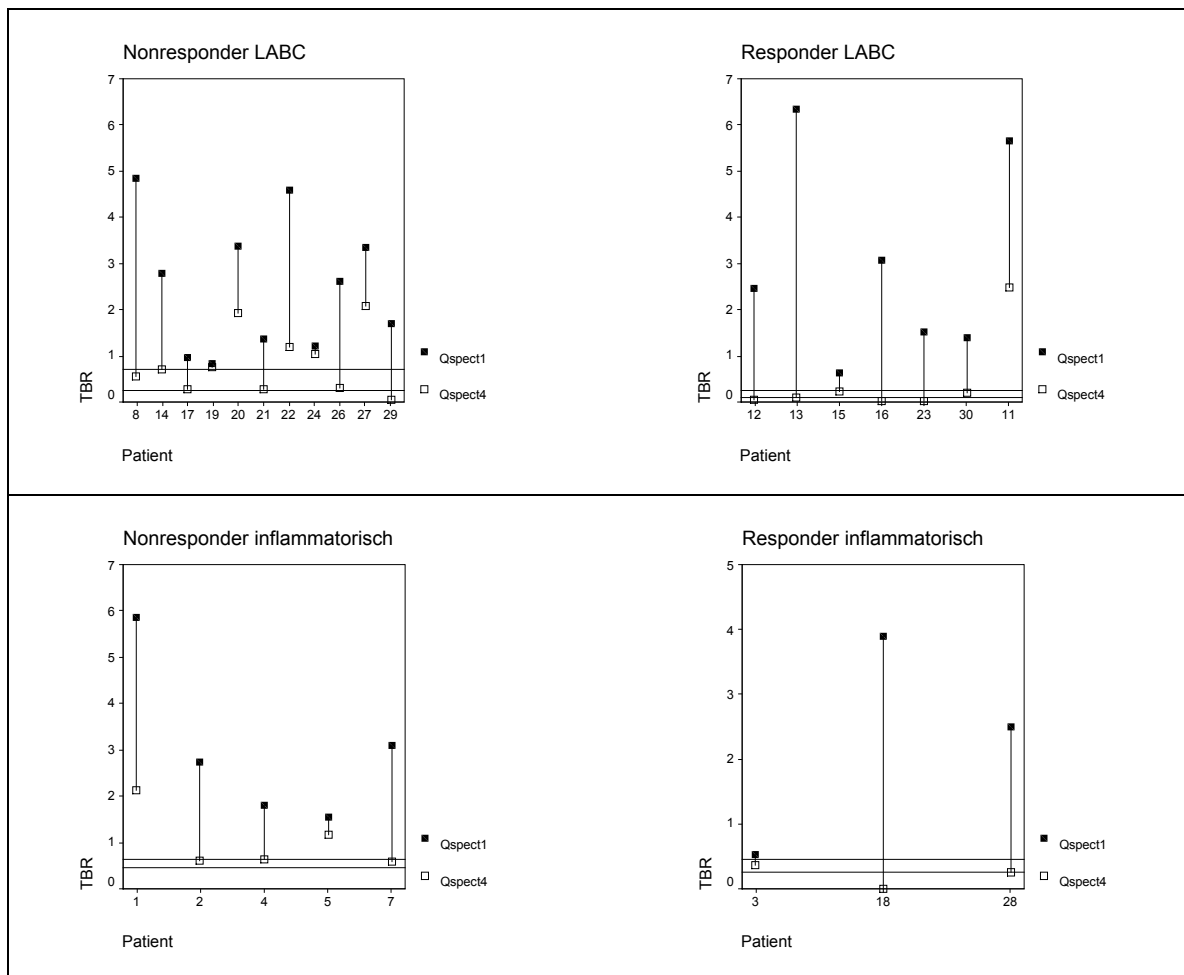 Nonresponder LABC
7
6
5
4
3
2
1
0
TBR
8 14 17 19 20 21 22 24 26 27 29
Patient
Qspect1
Qspect4
Responder LABC
7
6
5
4
3
2
1
0
TBR
12 13 15 16 23 30 11
Patient
Qspect1
Qspect4
Nonresponder inflammatorisch
7
6
5
4
3
2
1
0
TBR
1 2 4 5 7
Patient
Qspect1
Qspect4
Responder inflammatorisch
5
4
3
2
1
0
TBR
3 18 28
Patient
Qspect1
Qspect4